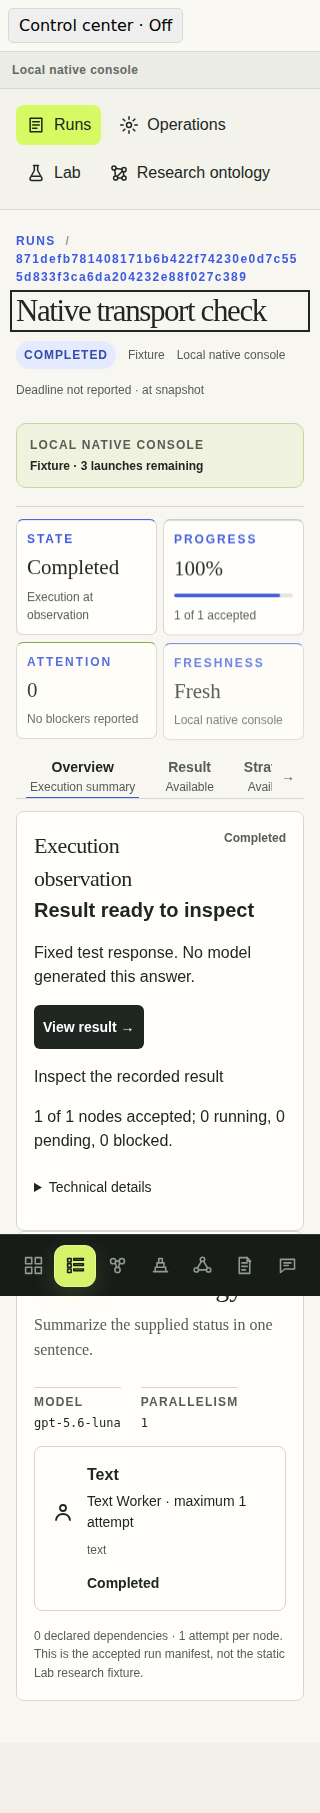 Control center · Off
Local native console
Runs
Operations
Lab
Research ontology
RUNS /
871defb781408171b6b422f74230e0d7c55
5d833f3ca6da204232e88f027c389
Native transport check
COMPLETED Fixture Local native console
Deadline not reported · at snapshot
LOCAL NATIVE CONSOLE
Fixture · 3 launches remaining
STATE
Completed
Execution at
observation
PROGRESS
100%
1 of 1 accepted
ATTENTION
0
No blockers reported
FRESHNESS
Fresh
Local native console
Overview
Execution summary
Result
Available
Stra
Avail
→
Execution
observation
Completed
Result ready to inspect
Fixed test response. No model
generated this answer.
View result →
Inspect the recorded result
1 of 1 nodes accepted; 0 running, 0
pending, 0 blocked.
Technical details
Summarize the supplied status in one
sentence.
MODEL
gpt-5.6-luna
PARALLELISM
1
Text
Text Worker · maximum 1
attempt
text
Completed
0 declared dependencies · 1 attempt per node.
This is the accepted run manifest, not the static
Lab research fixture.